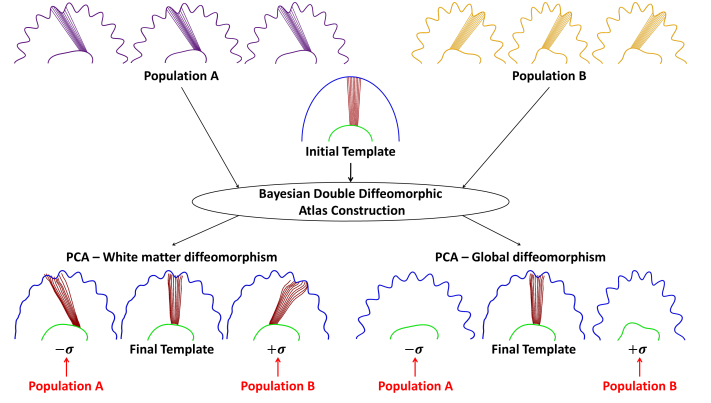 Population A
Population B
Initial Template
Bayesian Double Diffeomorphic
Atlas Construction
PCA – White matter diffeomorphism
PCA – Global diffeomorphism
−σ
Final Template
+σ
−σ
Final Template
+σ
Population A
Population B
Population A
Population B